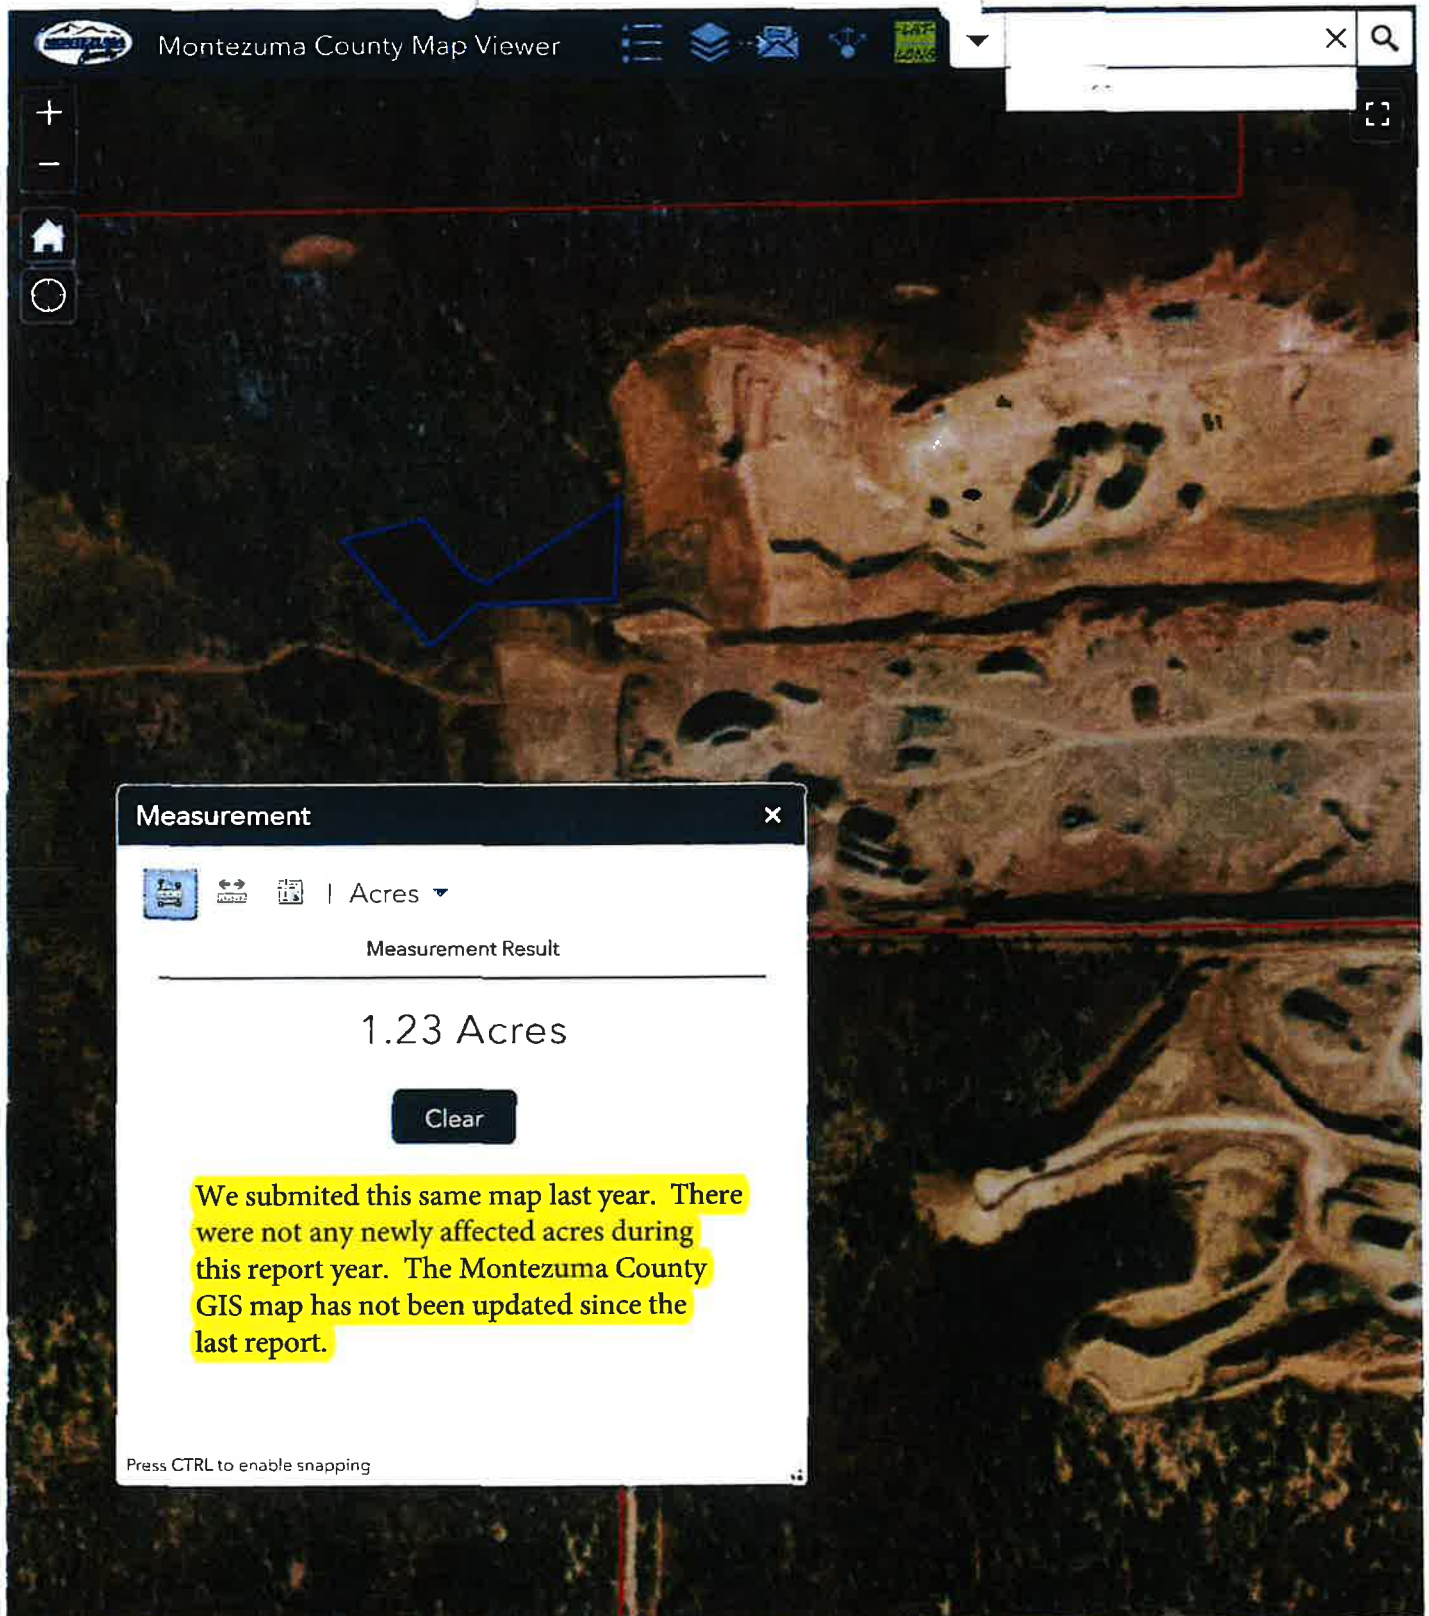 MONTEZUMA
Montezuma County Map Viewer
Measurement
Acres
Measurement Result
1.23 Acres
Clear
We submited this same map last year. There
were not any newly affected acres during
this report year. The Montezuma County
GIS map has not been updated since the
last report.
Press CTRL to enable snapping